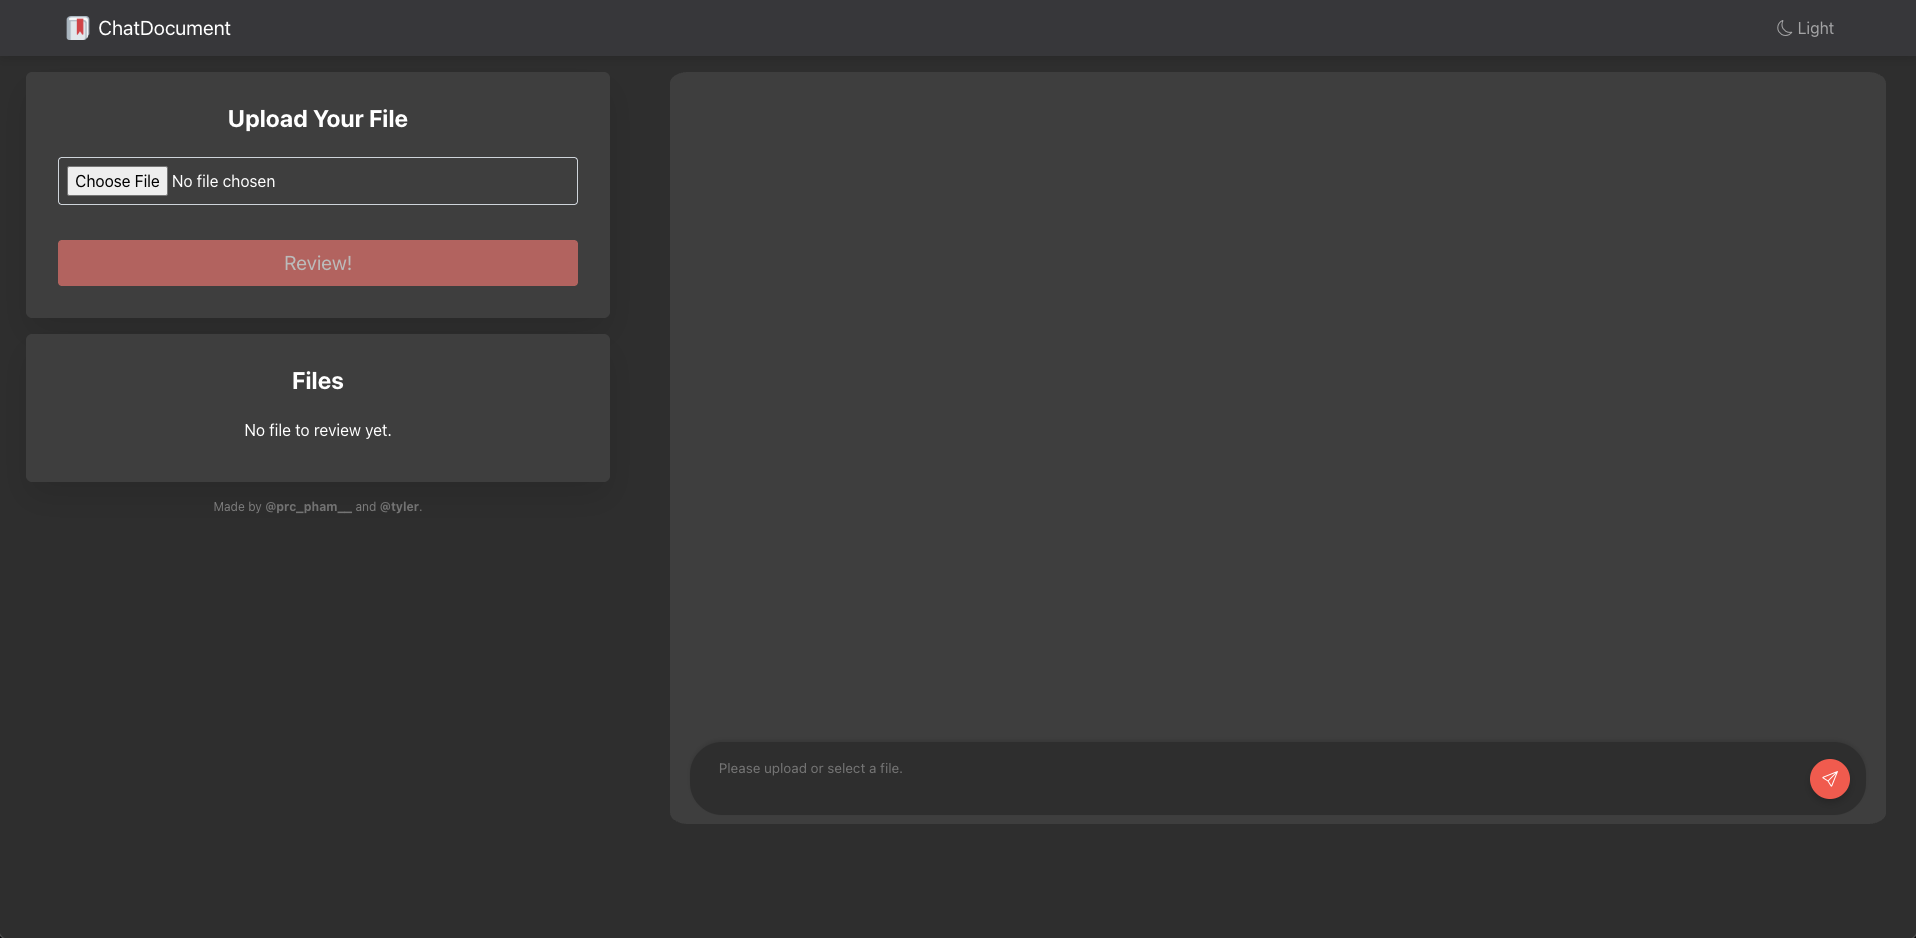 ChatDocument
Light
Upload Your File
Choose File No file chosen
Review!
Files
No file to review yet.
Made by @prc_pham__ and @tyler.
Please upload or select a file.